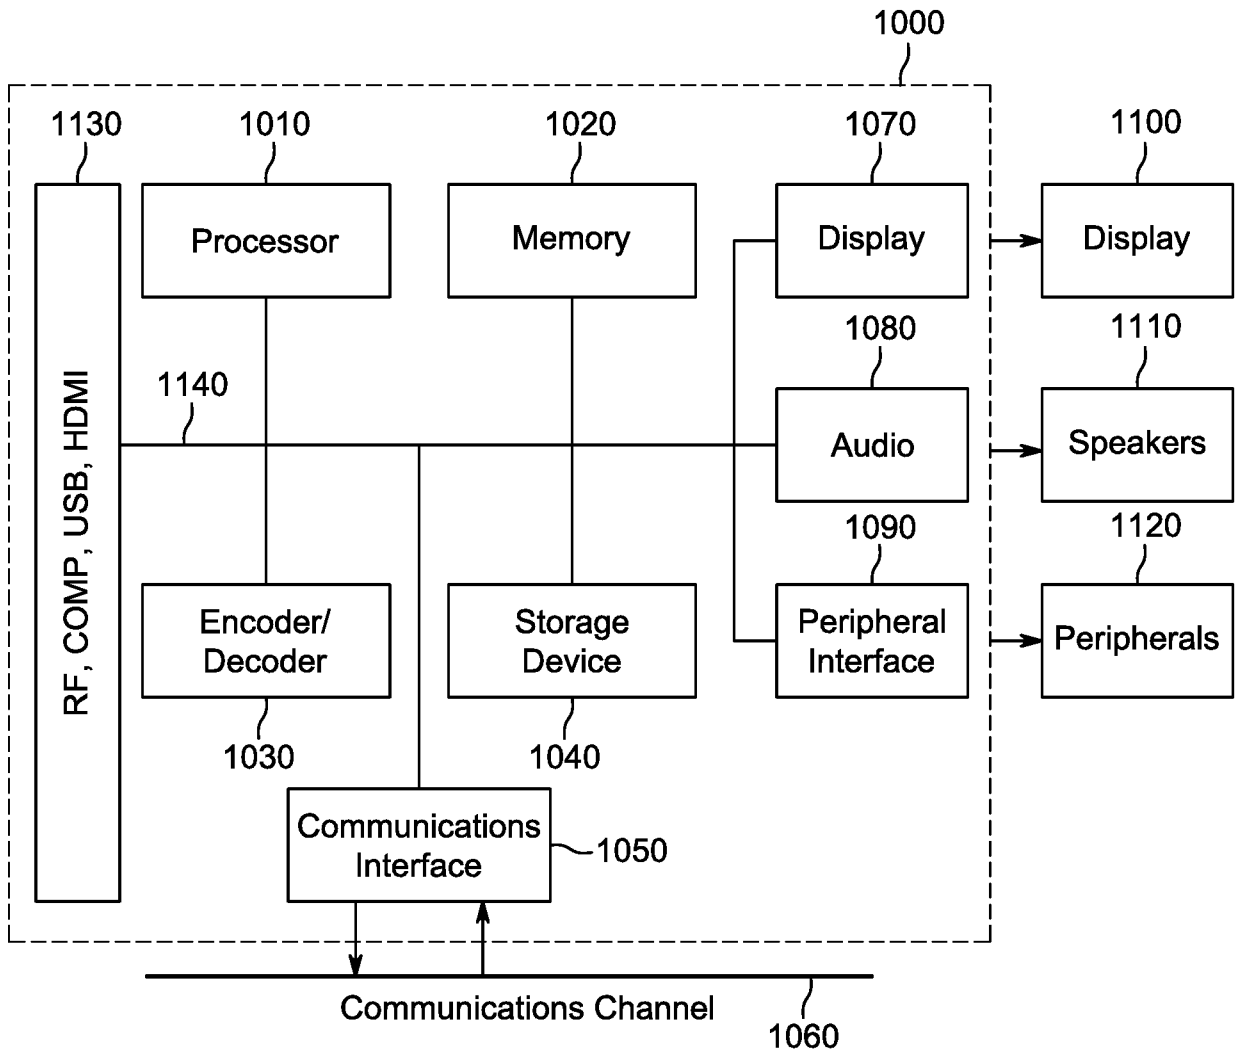 1000
1130
1010
1020
1070
1100
Processor
Memory
Display
Display
1080
1110
1140
RF, COMP, USB, HDMI
Audio
Speakers
1090
1120
Encoder/
Decoder
Storage
Device
Peripheral
Interface
Peripherals
1030
1040
Communications
Interface
1050
Communications Channel
1060